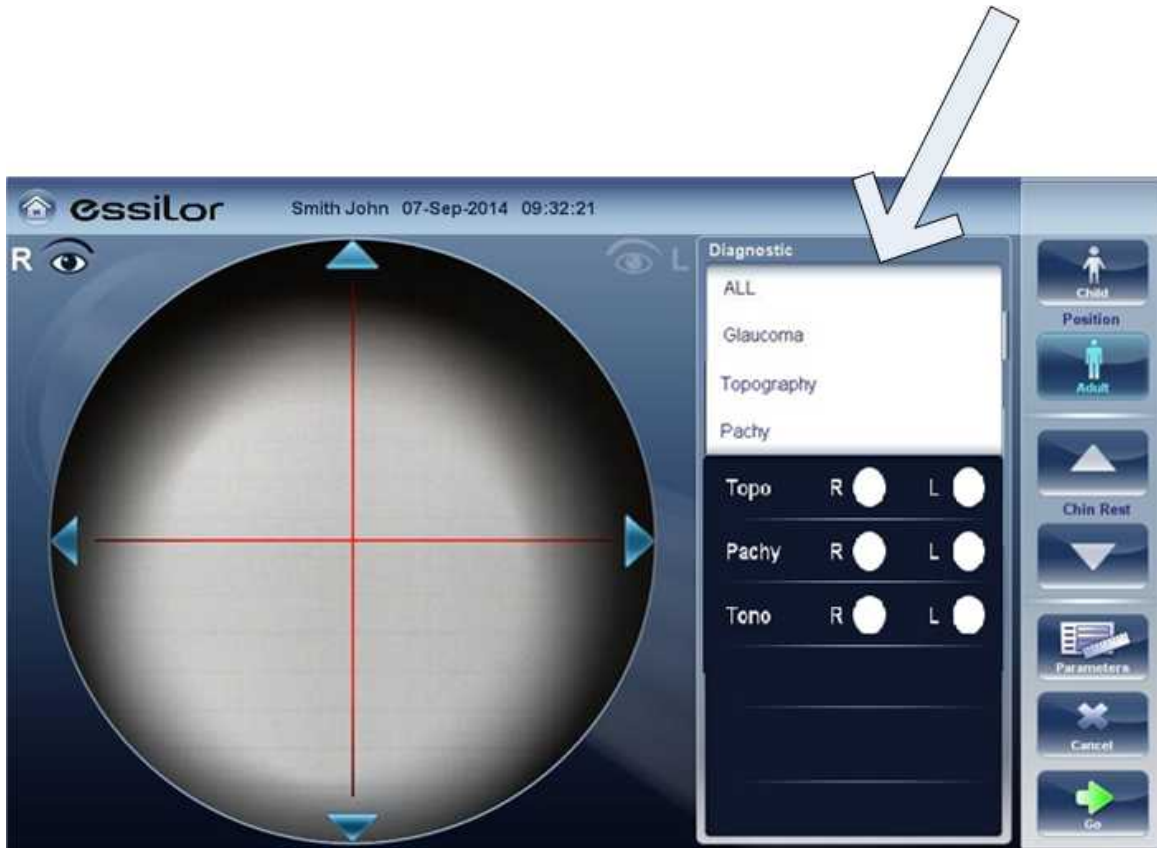 essilor Smith John 07-Sep-2014 09:32:21
R L
Diagnostic
ALL
Glaucoma
Topography
Pachy
Topo R L
Pachy R L
Tono R L
Child
Position
Adult
Chin Rest
Parameters
Cancel
Go